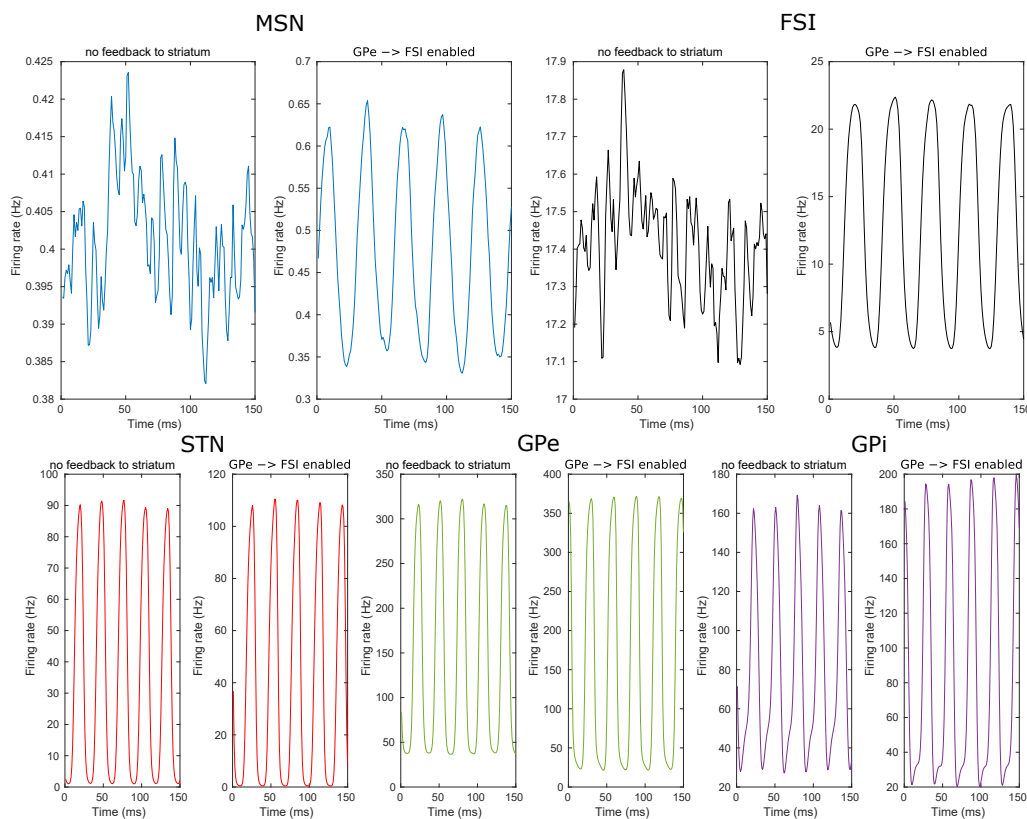 MSN
FSI
no feedback to striatum
GPe −> FSI enabled
no feedback to striatum
GPe −> FSI enabled
Firing rate (Hz)
0.425
0.42
0.415
0.41
0.405
0.4
0.395
0.39
0.385
0.38
0 50 100 150
Time (ms)
0.7
0.65
0.6
0.55
0.5
0.45
0.4
0.35
0.3
0 50 100 150
Time (ms)
Firing rate (Hz)
17.9
17.8
17.7
17.6
17.5
17.4
17.3
17.2
17.1
17
0 50 100 150
Time (ms)
Firing rate (Hz)
25
20
15
10
5
0
0 50 100 150
Time (ms)
Firing rate (Hz)
STN
GPe
GPi
no feedback to striatum
GPe −> FSI enabled
no feedback to striatum
GPe −> FSI enabled
no feedback to striatum
GPe −> FSI enabled
Firing rate (Hz)
100
90
80
70
60
50
40
30
20
10
0
0 50 100 150
Time (ms)
Firing rate (Hz)
120
100
80
60
40
20
0
0 50 100 150
Time (ms)
Firing rate (Hz)
350
300
250
200
150
100
50
0
0 50 100 150
Time (ms)
Firing rate (Hz)
400
350
300
250
200
150
100
50
0
0 50 100 150
Time (ms)
Firing rate (Hz)
180
160
140
120
100
80
60
40
20
0 50 100 150
Time (ms)
Firing rate (Hz)
200
180
160
140
120
100
80
60
40
20
0 50 100 150
Time (ms)